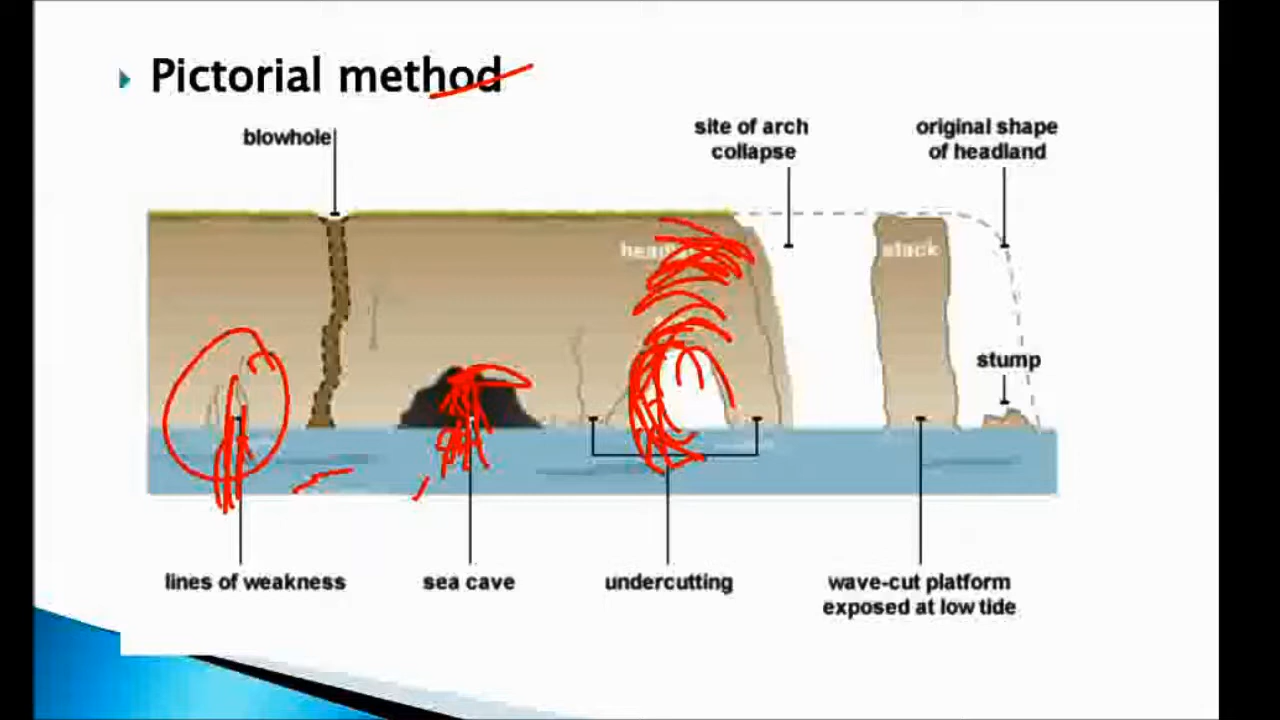 Pictorial method
blowhole
site of arch
collapse
original shape
of headland
stack
stump
lines of weakness
sea cave
undercutting
wave-cut platform
exposed at low tide